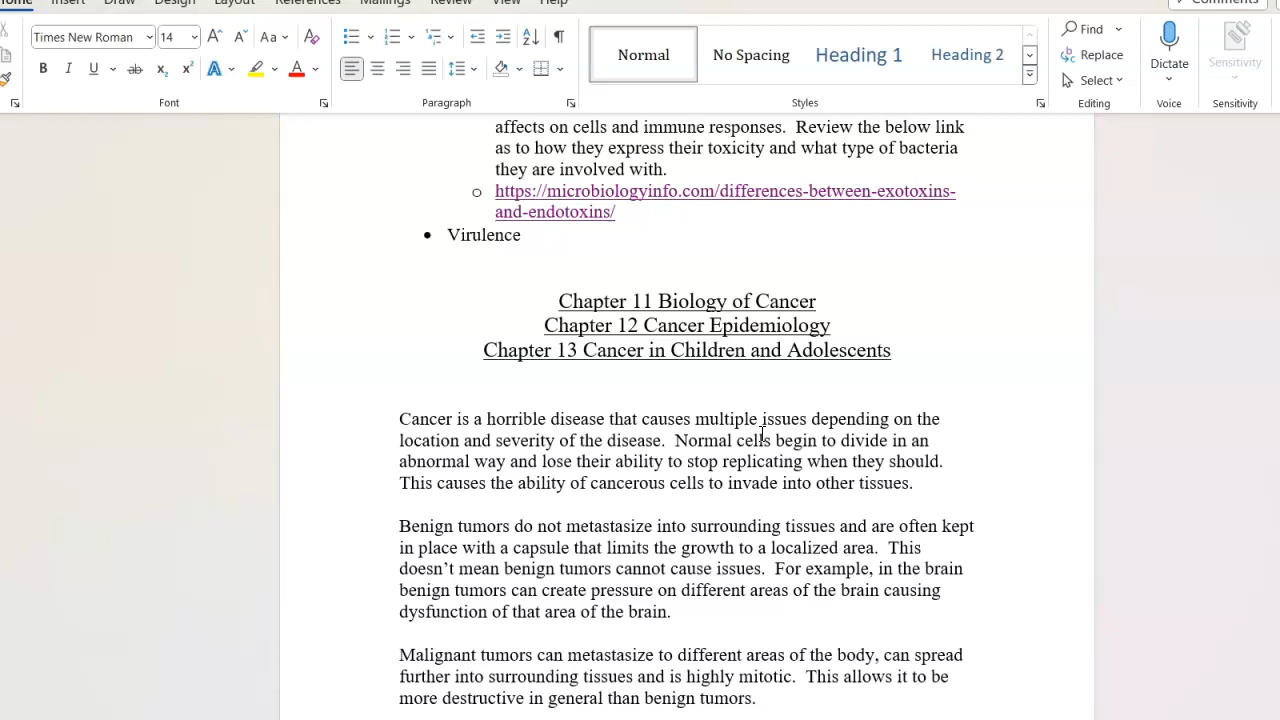 Home Insert Draw Design Layout References Mailings Review View Help Comments
Times New Roman 14 Aa
A
Normal No Spacing Heading 1 Heading 2
Find
Replace
Select
Dictate
Sensitivity
Font Paragraph Styles Editing Voice Sensitivity
affects on cells and immune responses. Review the below link
as to how they express their toxicity and what type of bacteria
they are involved with.
o https://microbiologyinfo.com/differences-between-exotoxins-
and-endotoxins/
• Virulence
Chapter 11 Biology of Cancer
Chapter 12 Cancer Epidemiology
Chapter 13 Cancer in Children and Adolescents
Cancer is a horrible disease that causes multiple issues depending on the
location and severity of the disease. Normal cells begin to divide in an
abnormal way and lose their ability to stop replicating when they should.
This causes the ability of cancerous cells to invade into other tissues.
Benign tumors do not metastasize into surrounding tissues and are often kept
in place with a capsule that limits the growth to a localized area. This
doesn’t mean benign tumors cannot cause issues. For example, in the brain
benign tumors can create pressure on different areas of the brain causing
dysfunction of that area of the brain.
Malignant tumors can metastasize to different areas of the body, can spread
further into surrounding tissues and is highly mitotic. This allows it to be
more destructive in general than benign tumors.